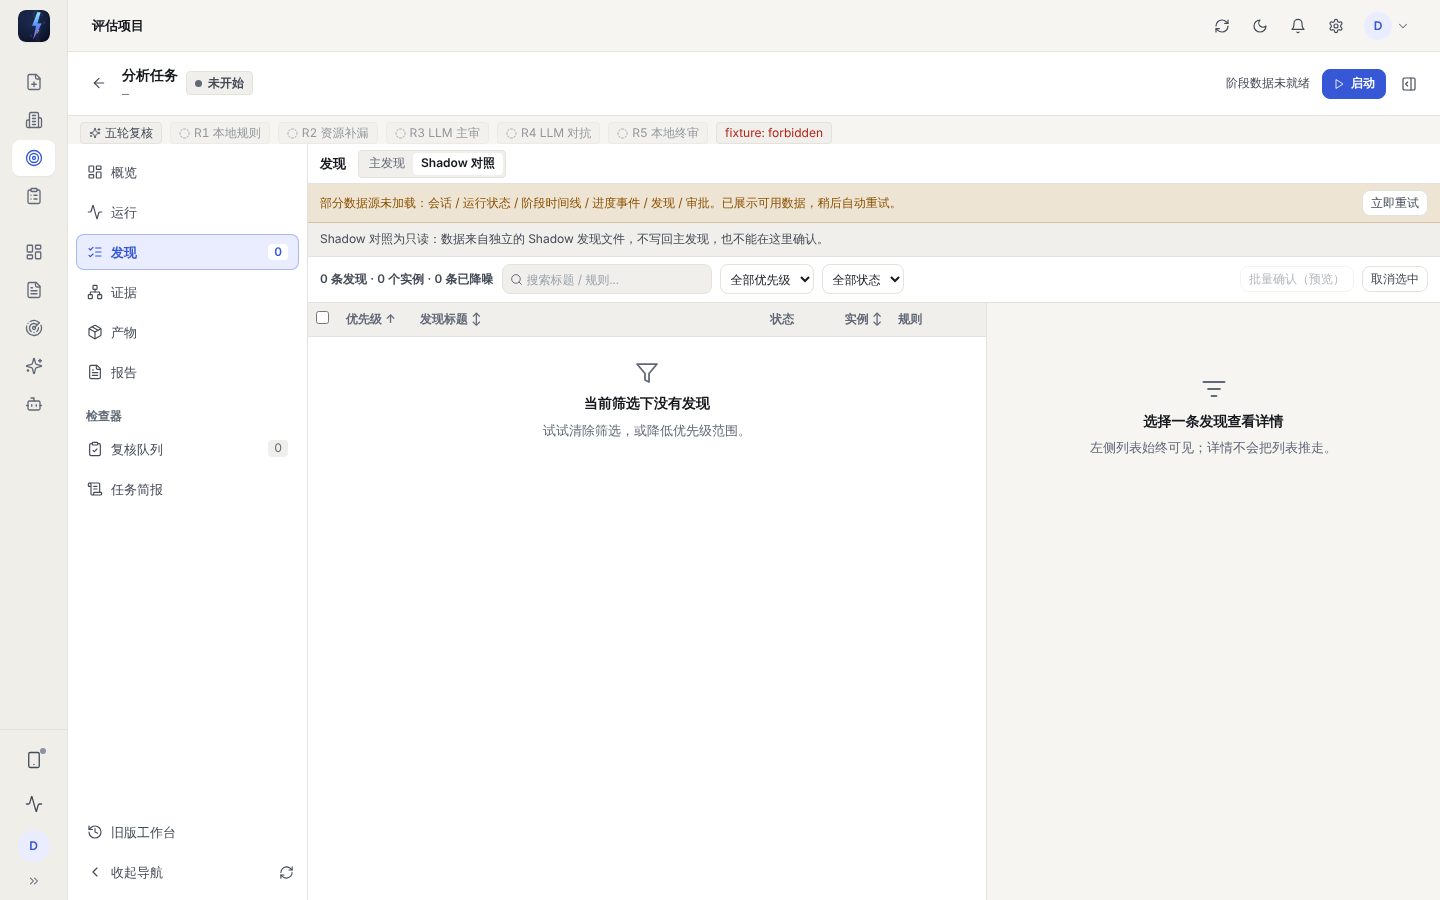 评估项目
D
分析任务
—
未开始
阶段数据未就绪
启动
五轮复核
R1 本地规则
R2 资源补漏
R3 LLM 主审
R4 LLM 对抗
R5 本地终审
fixture: forbidden
概览
运行
发现
0
证据
产物
报告
检查器
复核队列
0
任务简报
旧版工作台
收起导航
D
发现
主发现
Shadow 对照
部分数据源未加载：会话 / 运行状态 / 阶段时间线 / 进度事件 / 发现 / 审批。已展示可用数据，稍后自动重试。
立即重试
Shadow 对照为只读：数据来自独立的 Shadow 发现文件，不写回主发现，也不能在这里确认。
0 条发现 · 0 个实例 · 0 条已降噪
搜索标题 / 规则...
全部优先级
全部状态
批量确认（预览）
取消选中
优先级 ↑
发现标题
状态
实例
规则
当前筛选下没有发现
试试清除筛选，或降低优先级范围。
选择一条发现查看详情
左侧列表始终可见；详情不会把列表推走。